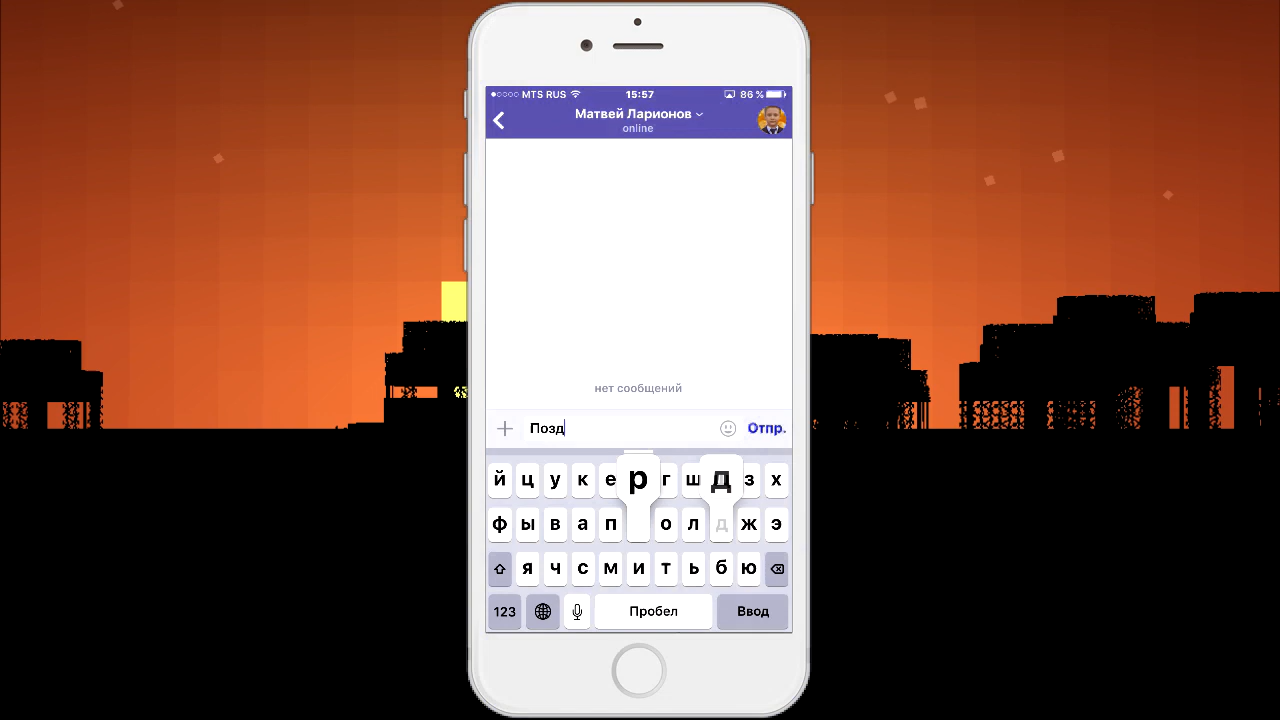 MTS RUS 15:57 86 %
Матвей Ларионов
online
нет сообщений
Позд Отпр.
й ц у к е р г ш д з х
ф ы в а п о л д ж э
я ч с м и т ь б ю
123 Пробел Ввод